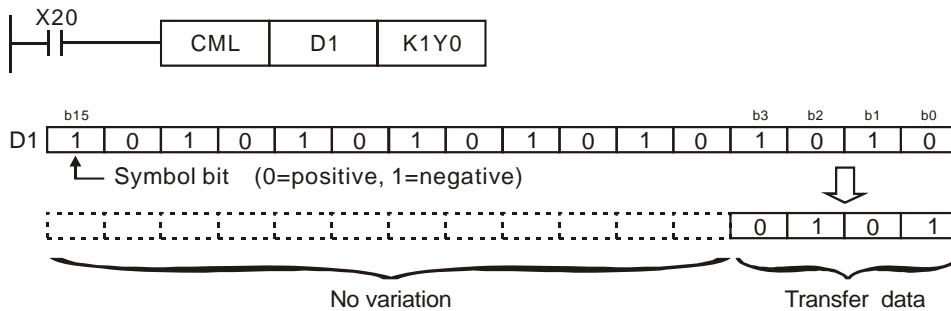 X20
CML D1 K1Y0
b15 b3 b2 b1 b0
D1 1 0 1 0 1 0 1 0 1 0 1 0 1 0 1 0
Symbol bit (0=positive, 1=negative)
0 1 0 1
No variation Transfer data